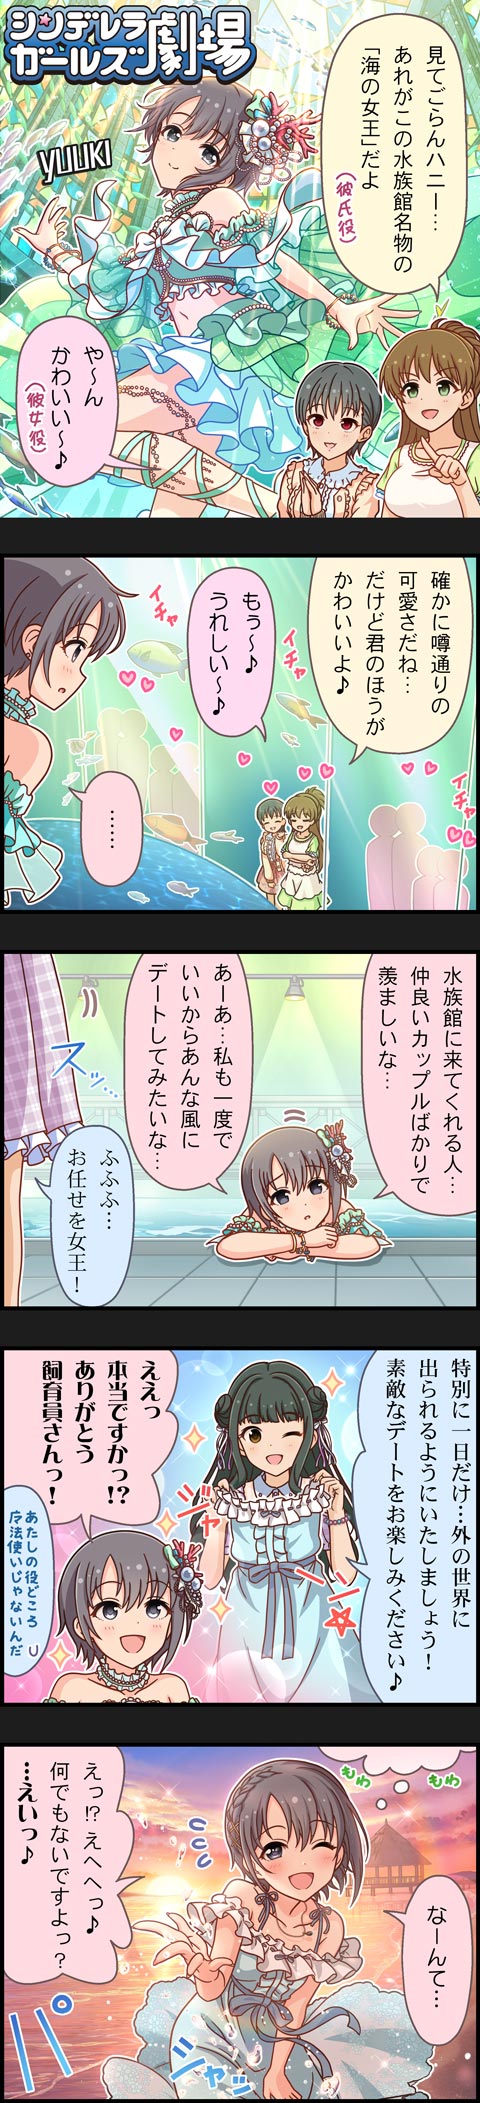 シンデレラ
ガールズ劇場
YUUKI
見てごらんハニー…
あれがこの水族館名物の
「海の女王」だよ
(彼氏役)
や〜ん
かわいい〜♪
(彼女役)
確かに噂通りの
可愛さだね…
だけど君のほうが
かわいいよ♪
もぅ〜♪
うれしい〜♪
イチャ
イチャ
イチャ
……
水族館に来てくれる人…
仲良いカップルばかりで
羨ましいな…
あーあ…私も一度で
いいからあんな風に
デートしてみたいな…
スッ…
ふふふ…
お任せを女王!
特別に一日だけ…外の世界に
出られるようにいたしましょう!
素敵なデートをお楽しみください♪
ジャーン☆
ええっ
本当ですかっ!?
ありがとう
飼育員さんっ!
あたしの役どころ
魔法使いじゃないんだ
もわ
もわ
なーんて…
えっ!?えへへっ♪
何でもないですよっ?
…えいっ♪
パシャッ